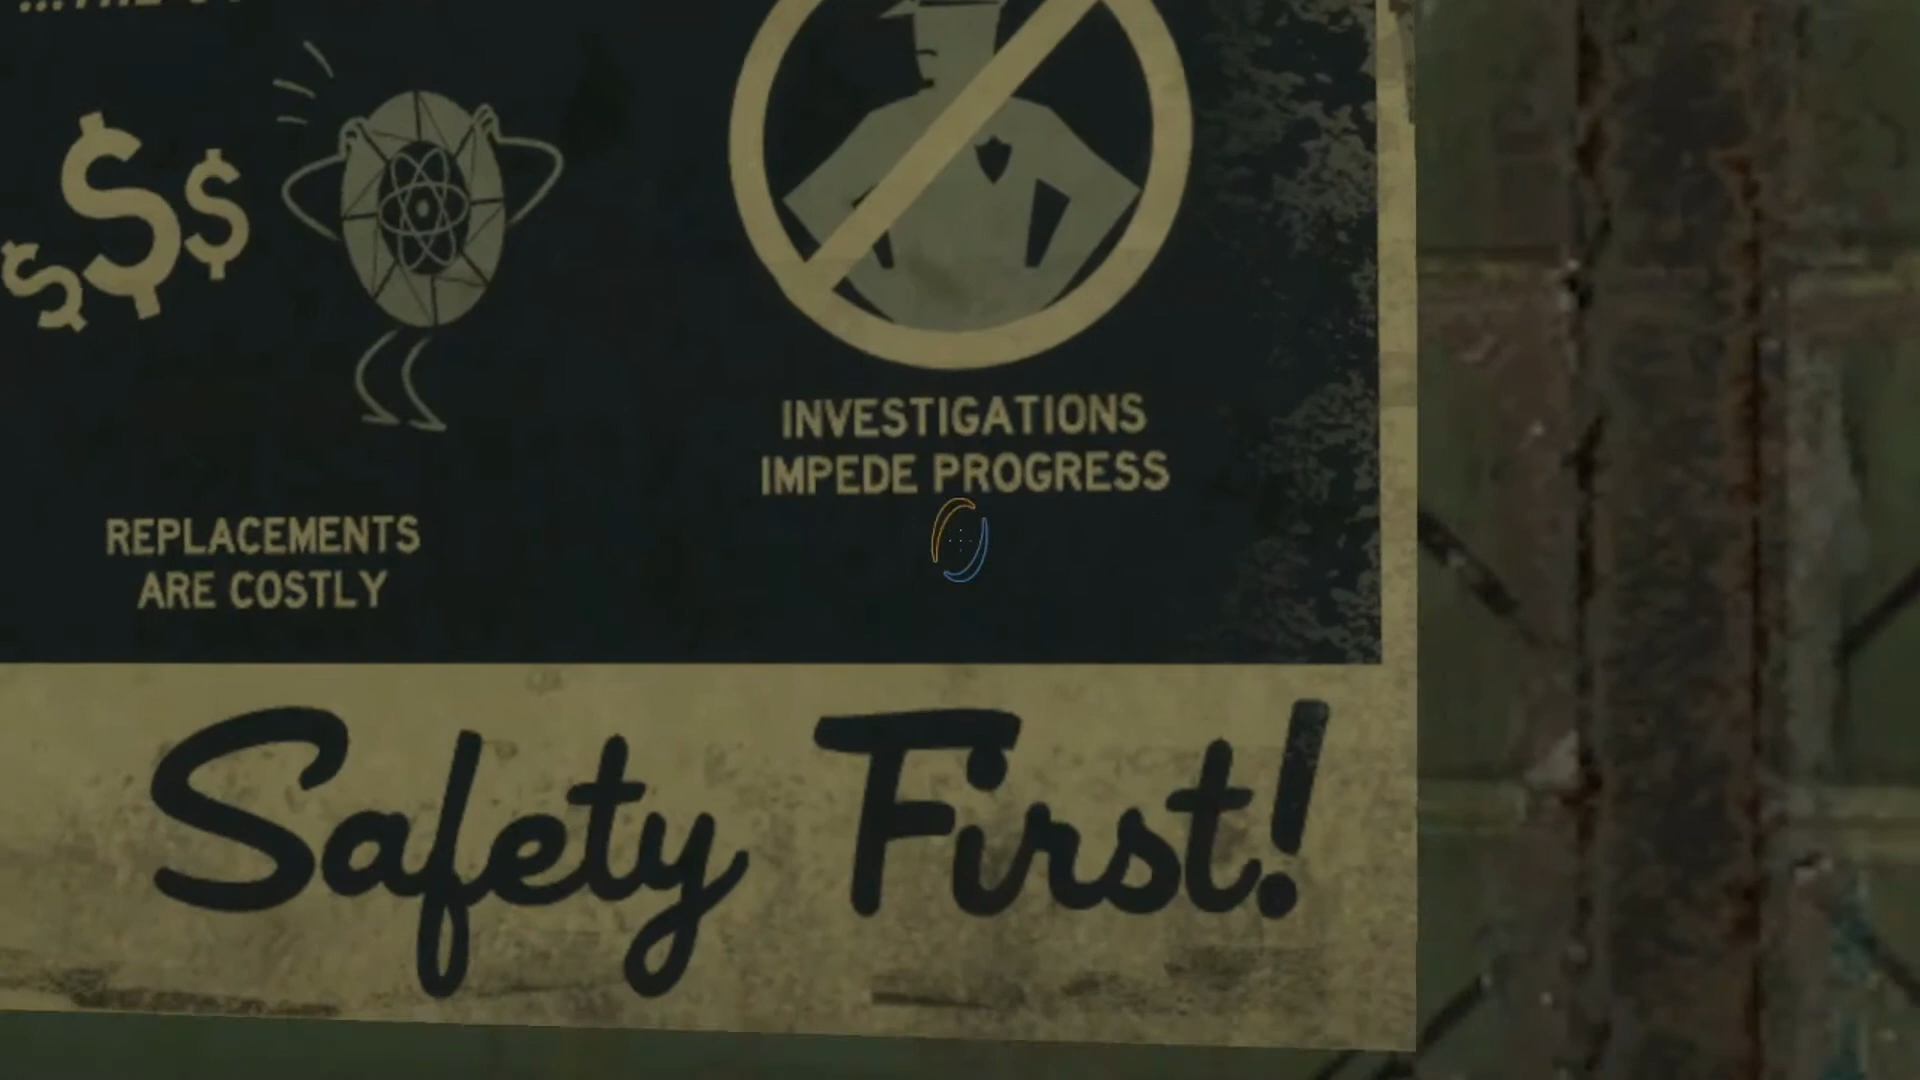 $$$
INVESTIGATIONS
IMPEDE PROGRESS
REPLACEMENTS
ARE COSTLY
Safety First!